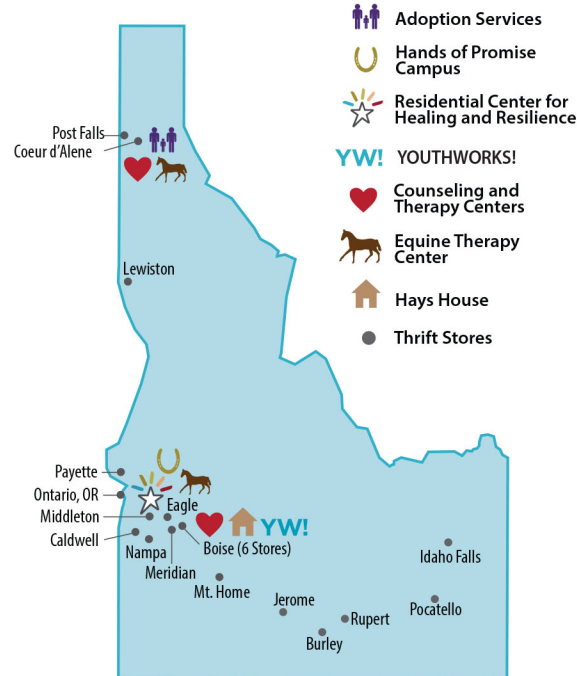 Adoption Services
Hands of Promise
Campus
Residential Center for
Healing and Resilience
YW! YOUTHWORKS!
Counseling and
Therapy Centers
Equine Therapy
Center
Hays House
Thrift Stores
Post Falls
Coeur d'Alene
Lewiston
Payette
Ontario, OR
Eagle
Middleton
YW!
Caldwell
Nampa
Boise (6 Stores)
Meridian
Mt. Home
Idaho Falls
Jerome
Pocatello
Rupert
Burley